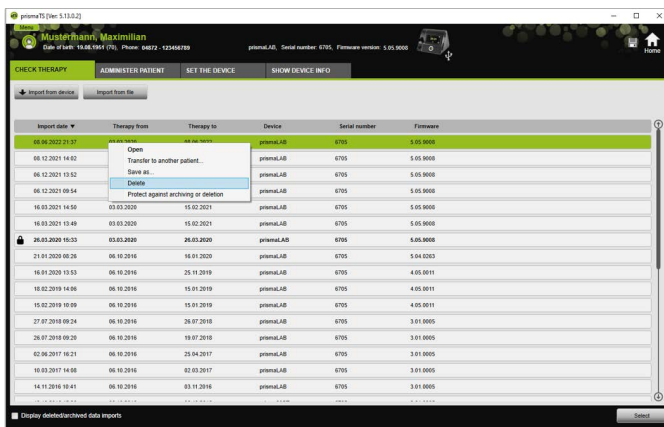 prismaTS [Ver. 5.13.0.2]
Menu
Mustermann, Maximilian
Date of birth: 19.08.1951 (70), Phone: 04872 - 123456789 prismaLAB, Serial number: 6705, Firmware version: 5.05.9008
Home
CHECK THERAPY ADMINISTER PATIENT SET THE DEVICE SHOW DEVICE INFO
Import from device Import from file
Import date Therapy from Therapy to Device Serial number Firmware
08.06.2022 21:37 03.03.2020 08.06.2022 prismaLAB 6705 5.05.9008
Open
08.12.2021 14:02 prismaLAB 6705 5.05.9008
Transfer to another patient...
Save as...
06.12.2021 13:52 prismaLAB 6705 5.05.9008
Delete
06.12.2021 09:54 prismaLAB 6705 5.05.9008
Protect against archiving or deletion
16.03.2021 14:50 03.03.2020 15.02.2021 prismaLAB 6705 5.05.9008
16.03.2021 13:49 03.03.2020 15.02.2021 prismaLAB 6705 5.05.9008
26.03.2020 15:33 03.03.2020 26.03.2020 prismaLAB 6705 5.05.9008
21.01.2020 08:26 06.10.2016 16.01.2020 prismaLAB 6705 5.04.0263
16.01.2020 13:53 06.10.2016 25.11.2019 prismaLAB 6705 4.05.0011
18.02.2019 14:06 06.10.2016 15.01.2019 prismaLAB 6705 4.05.0011
15.02.2019 10:09 06.10.2016 15.01.2019 prismaLAB 6705 4.05.0011
27.07.2018 09:24 06.10.2016 26.07.2018 prismaLAB 6705 3.01.0005
26.07.2018 09:20 06.10.2016 19.07.2018 prismaLAB 6705 3.01.0005
02.06.2017 16:21 06.10.2016 25.04.2017 prismaLAB 6705 3.01.0005
10.03.2017 14:08 06.10.2016 02.03.2017 prismaLAB 6705 3.01.0005
14.11.2016 10:41 06.10.2016 03.11.2016 prismaLAB 6705 3.01.0005
Display deleted/archived data imports Select